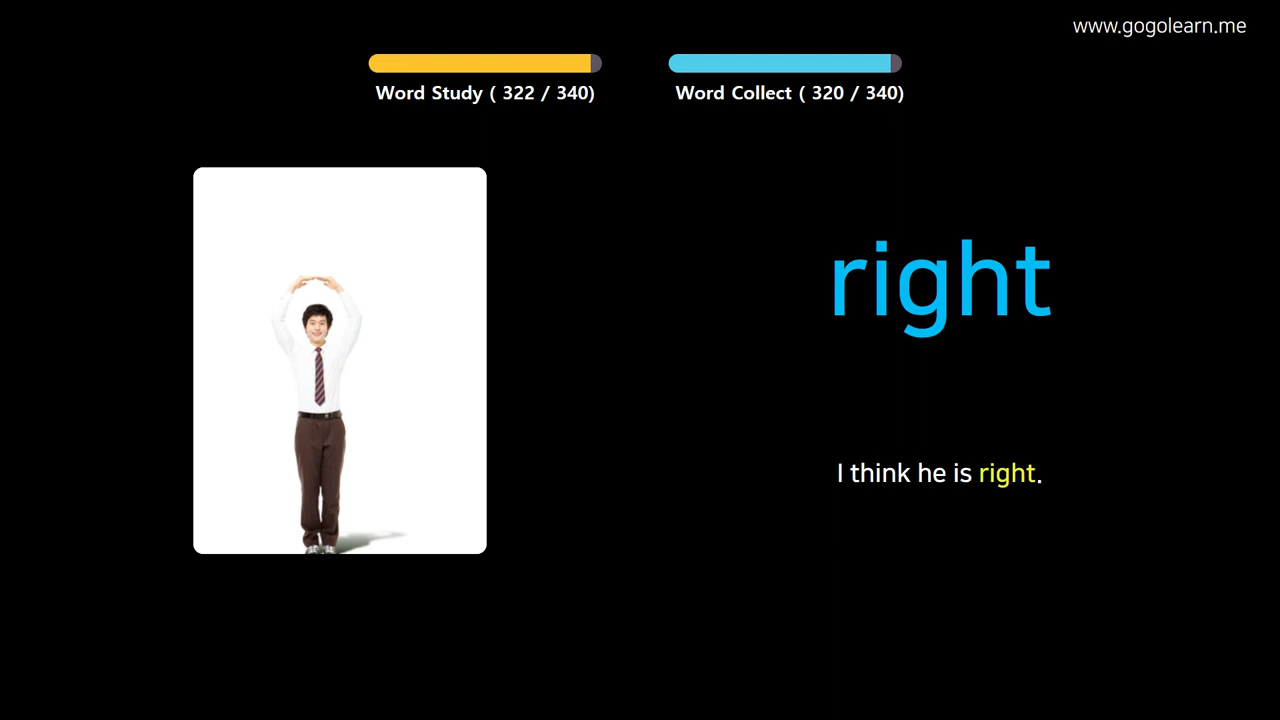 www.gogolearn.me
Word Study ( 322 / 340)
Word Collect ( 320 / 340)
right
I think he is right.